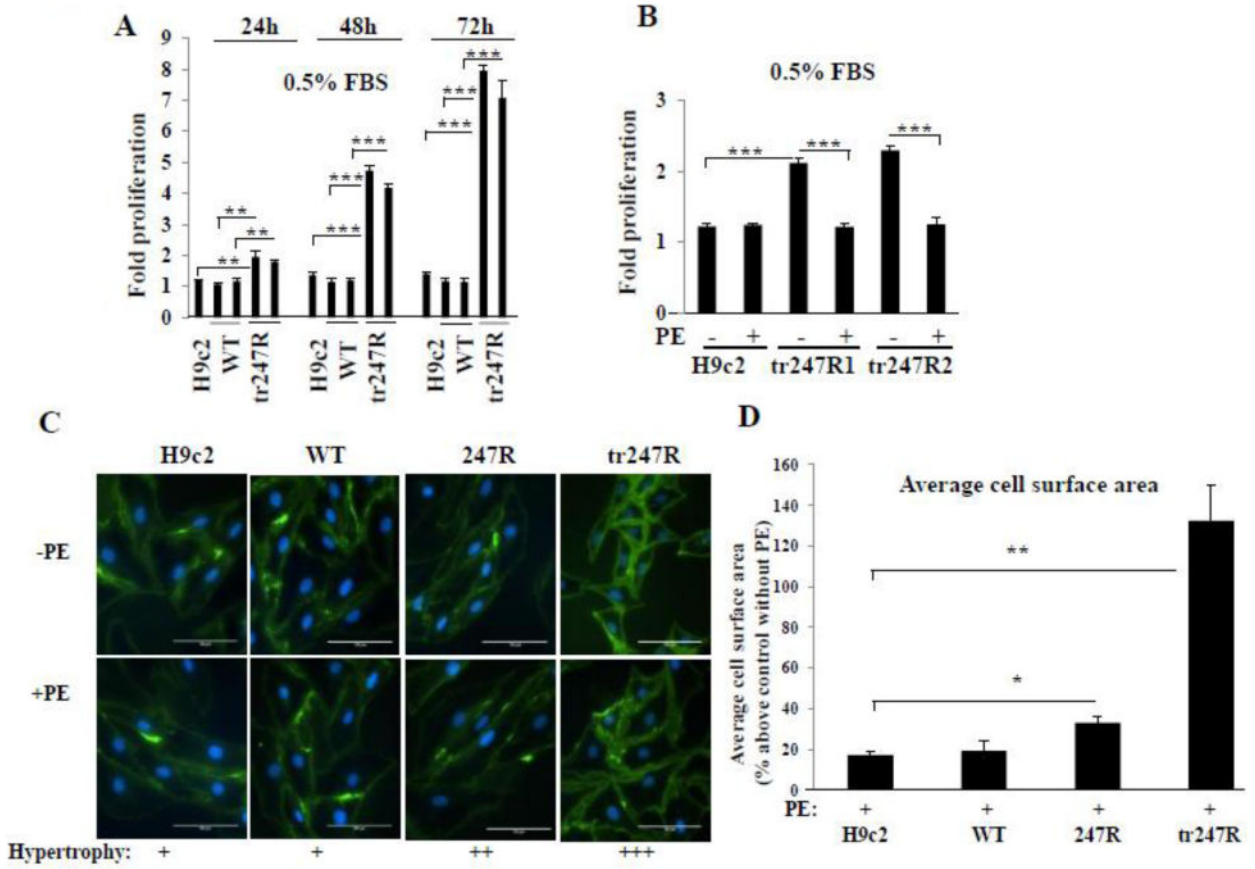 A
24h 48h 72h
0.5% FBS
Fold proliferation
9
8
7
6
5
4
3
2
1
0
** ** **
*** *** ***
*** *** ***
H9c2 WT tr247R H9c2 WT tr247R H9c2 WT tr247R
B
0.5% FBS
Fold proliferation
3
2
1
0
*** *** ***
PE - + - + - +
H9c2 tr247R1 tr247R2
C
H9c2 WT 247R tr247R
-PE
+PE
Hypertrophy: + + ++ +++
D
Average cell surface area
Average cell surface area
(% above control without PE)
160
140
120
100
80
60
40
20
0
**
*
PE: + + + +
H9c2 WT 247R tr247R